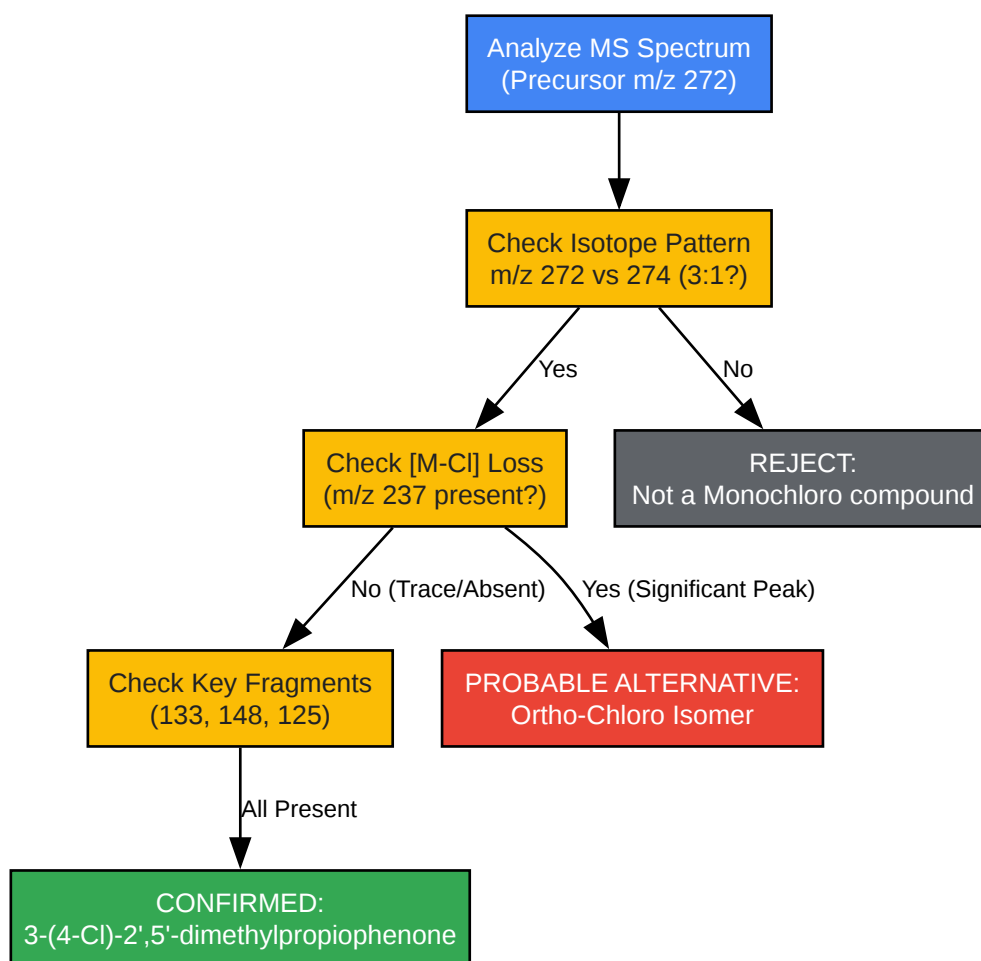 Analyze MS Spectrum
(Precursor m/z 272)
Check Isotope Pattern
m/z 272 vs 274 (3:1?)
Yes
No
Check [M-Cl] Loss
(m/z 237 present?)
REJECT:
Not a Monochloro compound
No (Trace/Absent)
Yes (Significant Peak)
Check Key Fragments
(133, 148, 125)
PROBABLE ALTERNATIVE:
Ortho-Chloro Isomer
All Present
CONFIRMED:
3-(4-Cl)-2',5'-dimethylpropiophenone